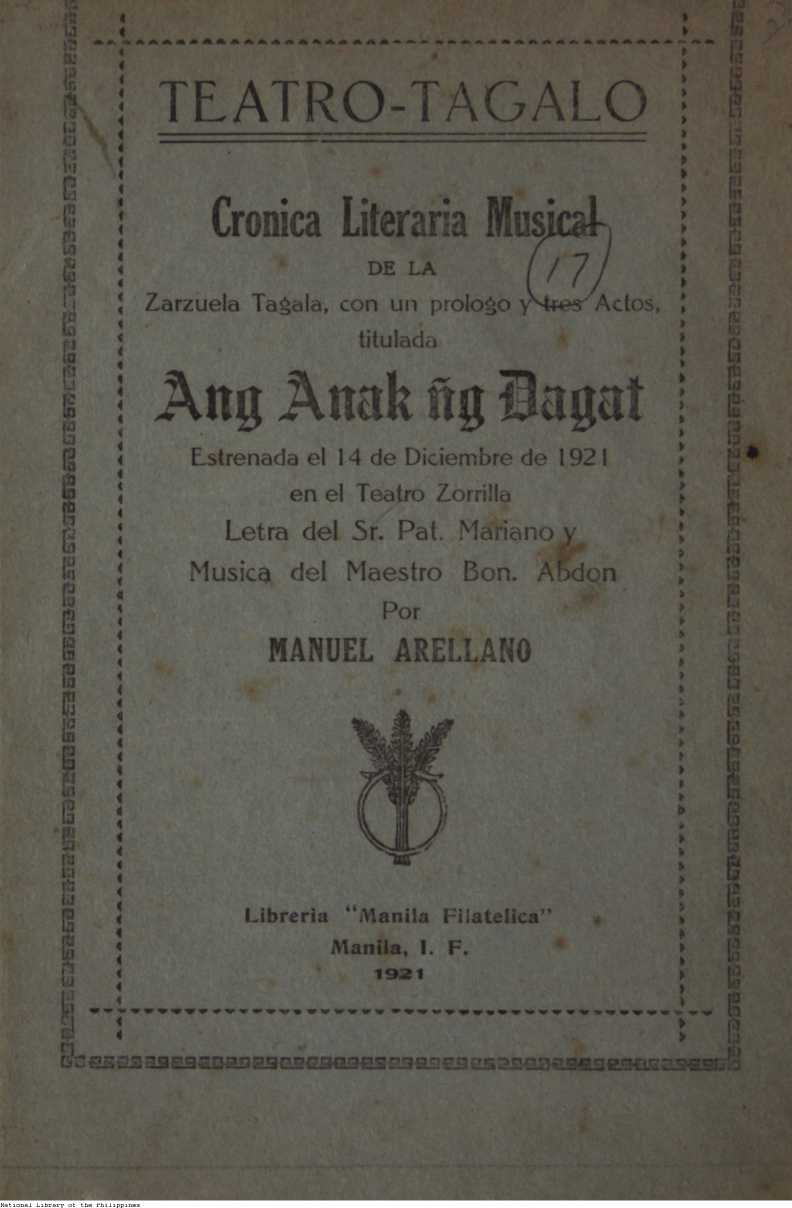 TEATRO-TAGALO
Cronica Literaria Musical
17
DE LA
Zarzuela Tagala, con un prologo y tres Actos,
titulada
Ang Anak ñg Dagat
Estrenada el 14 de Diciembre de 1921
en el Teatro Zorrilla
Letra del Sr. Pat. Mariano y
Musica del Maestro Bon. Abdon
Por
MANUEL ARELLANO
Libreria "Manila Filatelica"
Manila, I. F.
1921
National Library of the Philippines